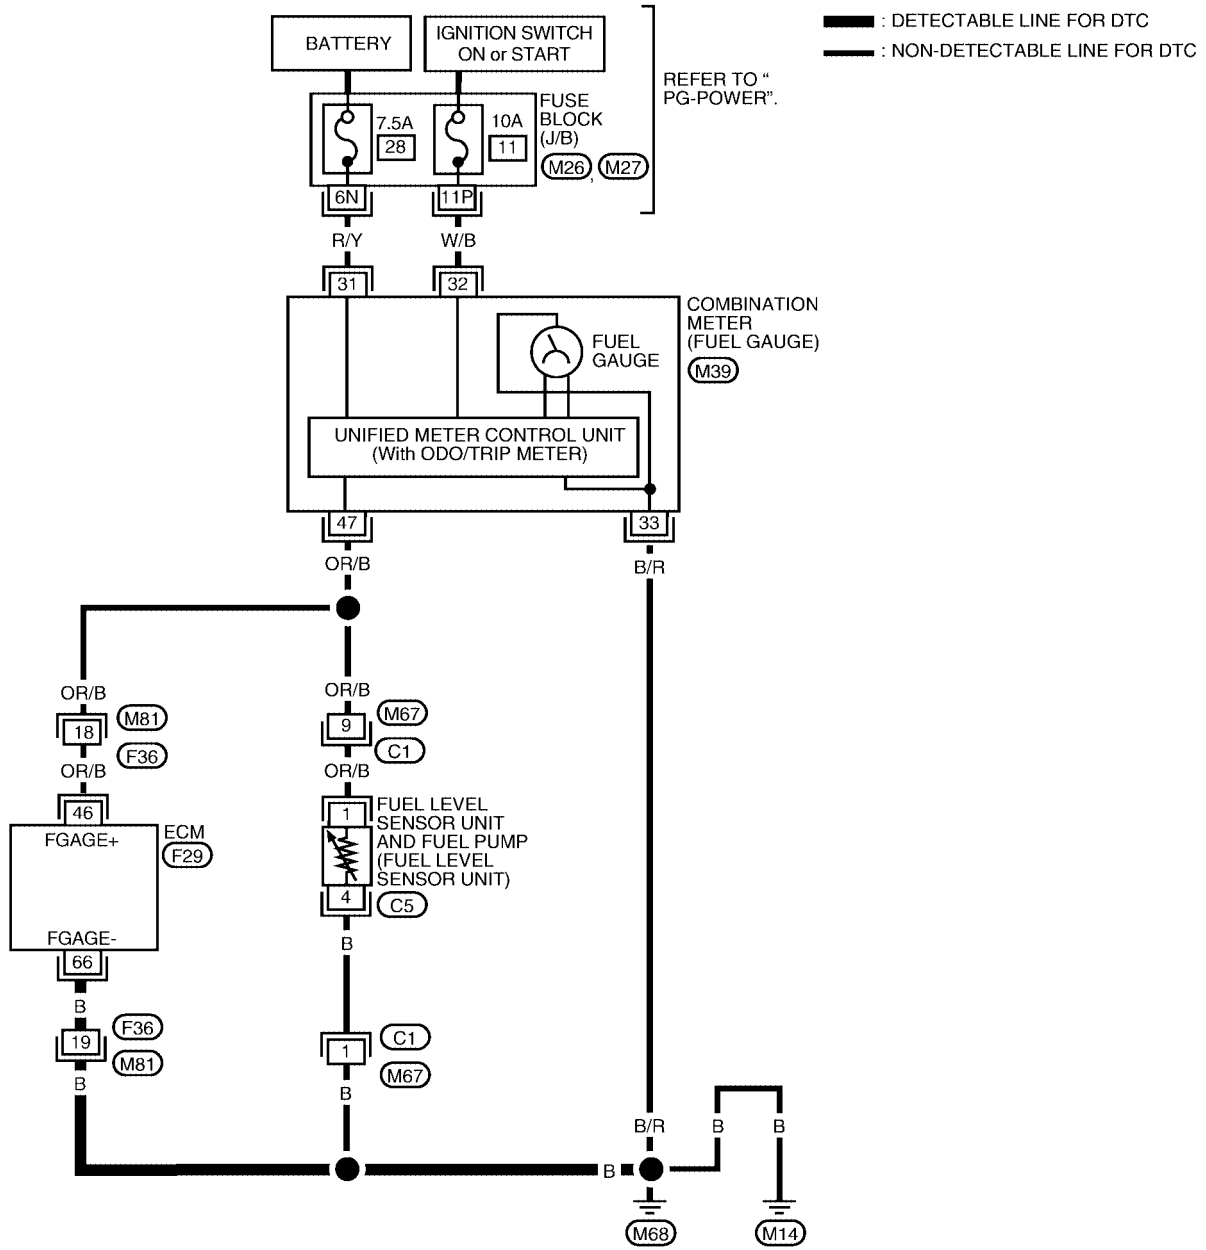 BATTERY
IGNITION SWITCH
ON or START
: DETECTABLE LINE FOR DTC
: NON-DETECTABLE LINE FOR DTC
REFER TO “
PG-POWER”.
7.5A
28
10A
11
FUSE
BLOCK
(J/B)
M26, M27
6N
11P
R/Y
W/B
31
32
COMBINATION
METER
(FUEL GAUGE)
M39
FUEL
GAUGE
UNIFIED METER CONTROL UNIT
(With ODO/TRIP METER)
47
33
OR/B
B/R
OR/B
18
M81
F36
OR/B
46
FGAGE+
ECM
F29
FGAGE-
66
B
19
F36
M81
B
OR/B
9
M67
C1
OR/B
1
FUEL LEVEL
SENSOR UNIT
AND FUEL PUMP
(FUEL LEVEL
SENSOR UNIT)
4
C5
B
1
C1
M67
B
B/R
B
B
B
M68
M14